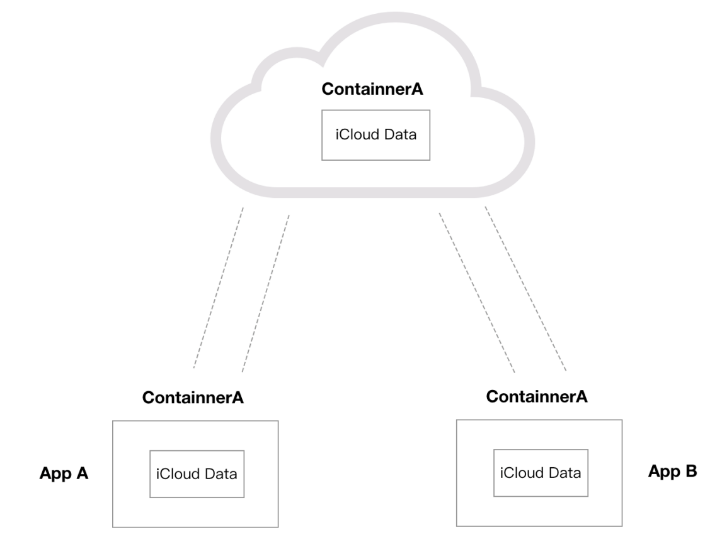 ContainnerA
iCloud Data
ContainnerA
ContainnerA
App A
iCloud Data
iCloud Data
App B